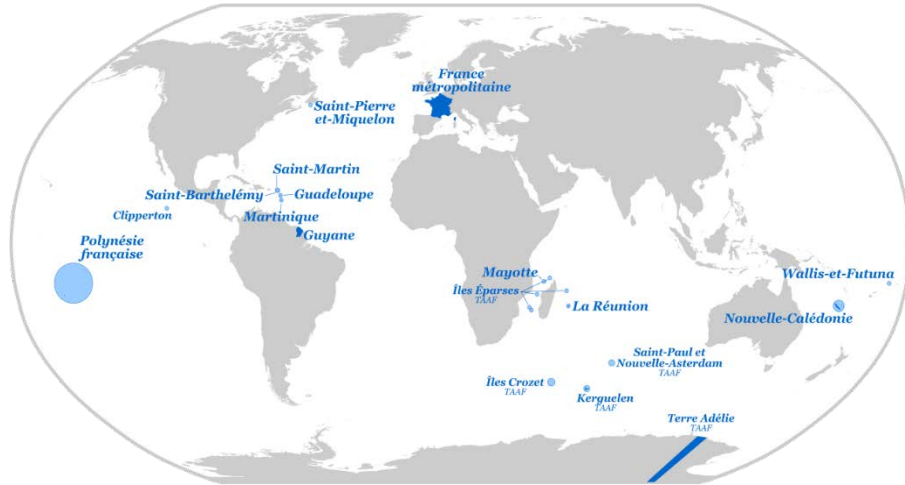 France
métropolitaine
Saint-Pierre
et-Miquelon
Saint-Martin
Saint-Barthelémy
Guadeloupe
Clipperton
Martinique
Guyane
Polynésie
française
Mayotte
Îles Éparses
TAAF
La Réunion
Wallis-et-Futuna
Nouvelle-Calédonie
Saint-Paul et
Nouvelle-Asterdam
TAAF
Îles Crozet
TAAF
Kerguelen
TAAF
Terre Adélie
TAAF